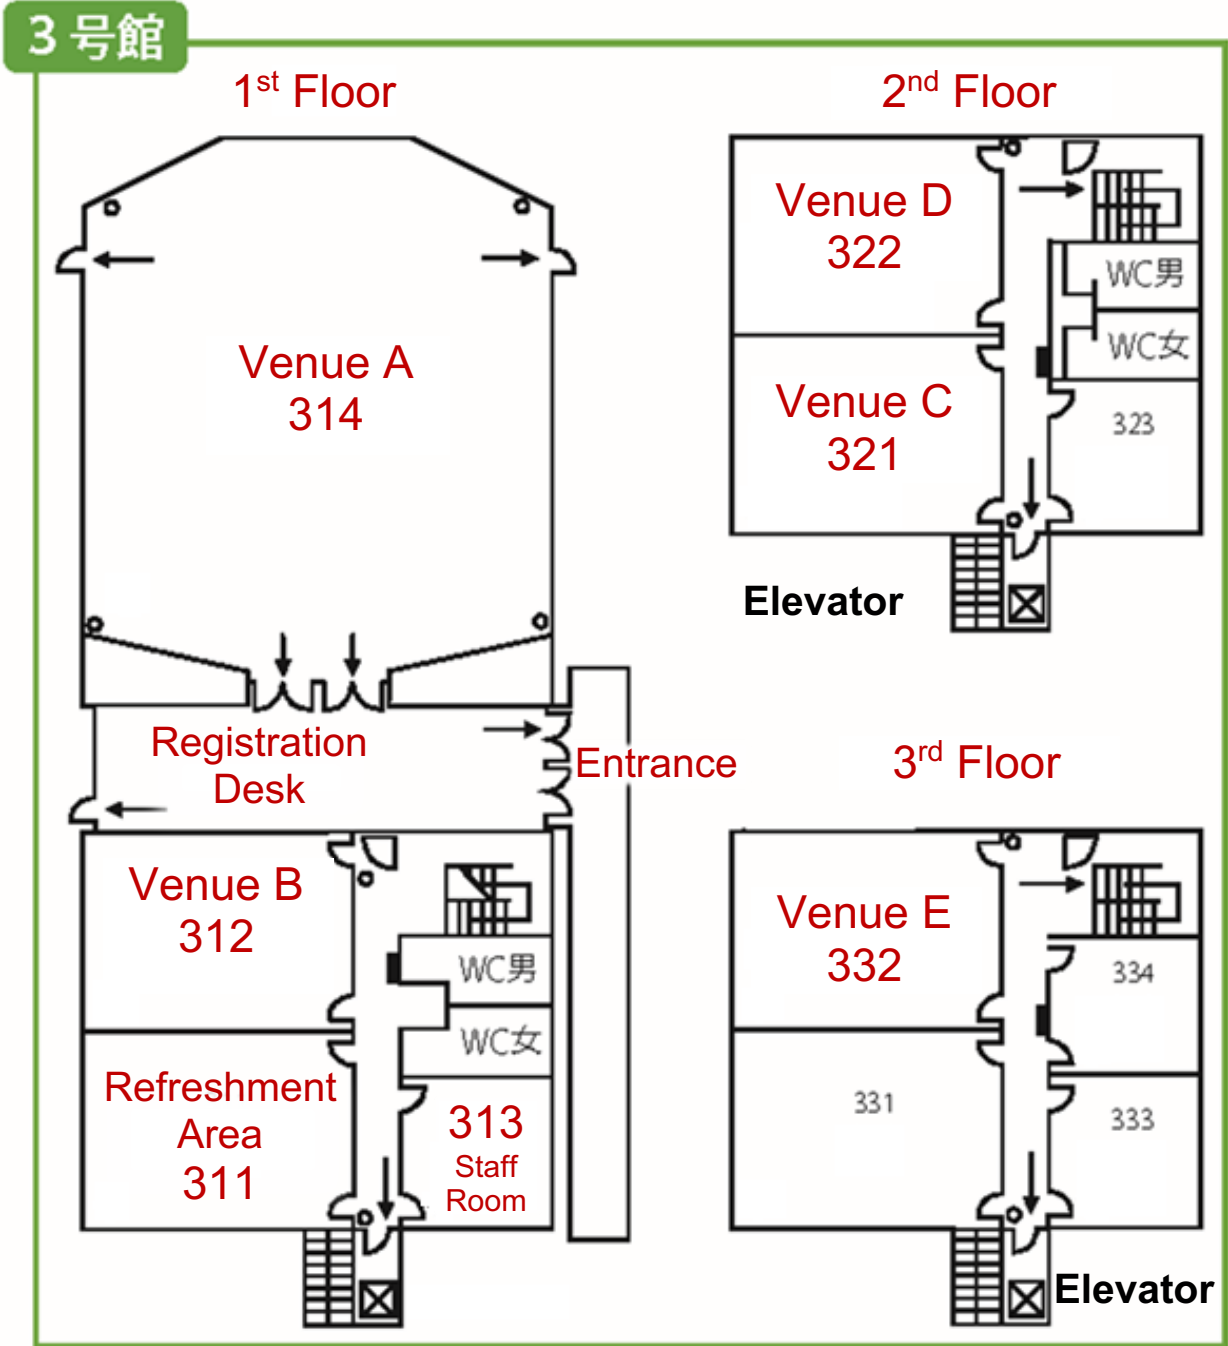 3号館
1st Floor
Venue A
314
Registration
Desk
Entrance
Venue B
312
WC男
WC女
Refreshment
Area
311
313
Staff
Room
2nd Floor
Venue D
322
WC男
WC女
Venue C
321
323
Elevator
3rd Floor
Venue E
332
334
331
333
Elevator